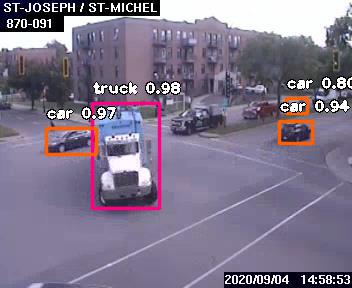 ST-JOSEPH / ST-MICHEL
870-091
truck 0.98
car 0.80
car 0.97
car 0.94
2020/09/04 14:58:53